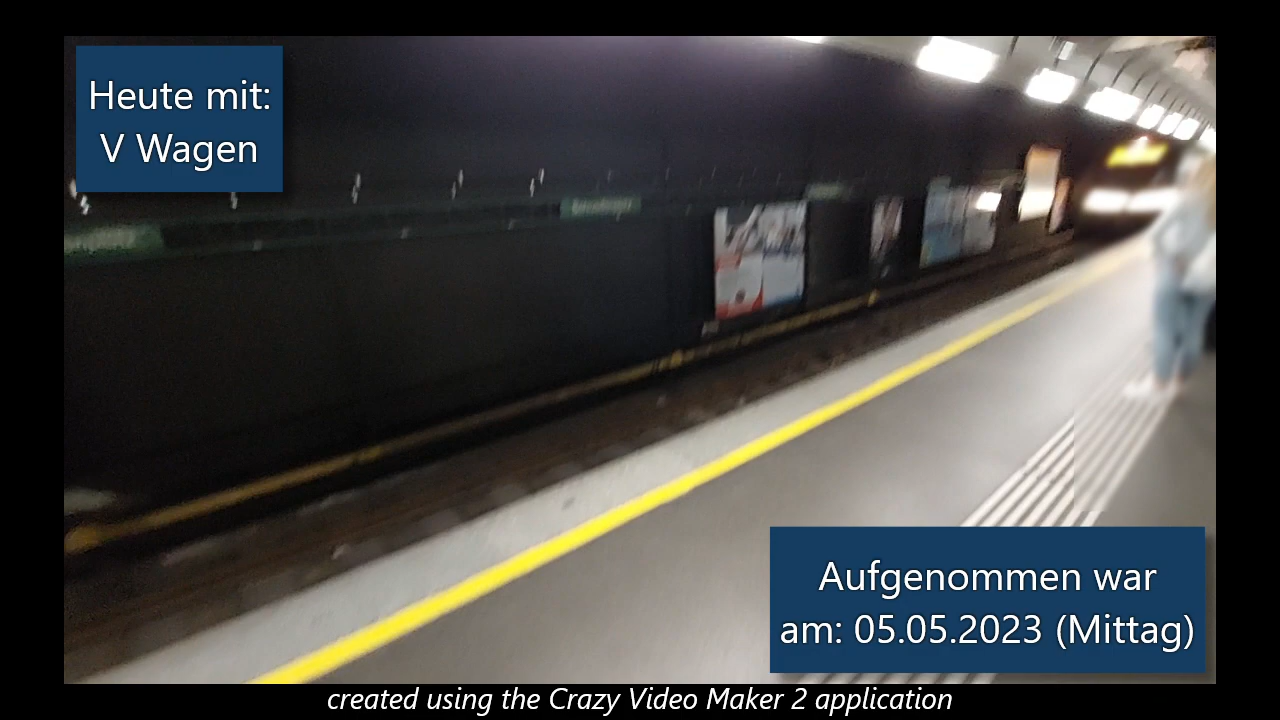 Heute mit:
V Wagen
Aufgenommen war
am: 05.05.2023 (Mittag)
created using the Crazy Video Maker 2 application